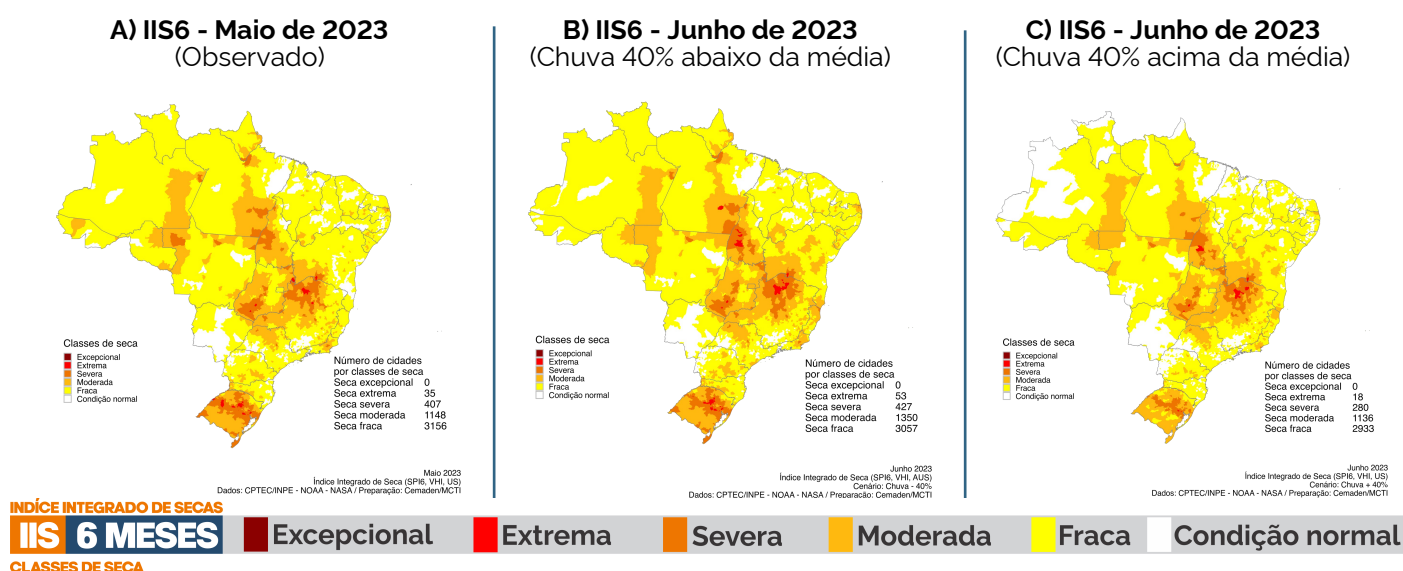 A) IIS6 - Maio de 2023
(Observado)
Classes de seca
Excepcional
Extrema
Severa
Moderada
Fraca
Condição normal
Número de cidades
por classes de seca
Seca excepcional 0
Seca extrema 35
Seca severa 407
Seca moderada 1148
Seca fraca 3156
Maio 2023
Índice Integrado de Seca (SPI6, VHI, US)
Dados: CPTEC/INPE - NOAA - NASA / Preparação: Cemaden/MCTI
B) IIS6 - Junho de 2023
(Chuva 40% abaixo da média)
Classes de seca
Excepcional
Extrema
Severa
Moderada
Fraca
Condição normal
Número de cidades
por classes de seca
Seca excepcional 0
Seca extrema 53
Seca severa 427
Seca moderada 1350
Seca fraca 3057
Junho 2023
Índice Integrado de Seca (SPI6, VHI, AUS)
Cenário: Chuva - 40%
Dados: CPTEC/INPE - NOAA - NASA / Preparação: Cemaden/MCTI
C) IIS6 - Junho de 2023
(Chuva 40% acima da média)
Classes de seca
Excepcional
Extrema
Severa
Moderada
Fraca
Condição normal
Número de cidades
por classes de seca
Seca excepcional 0
Seca extrema 18
Seca severa 280
Seca moderada 1136
Seca fraca 2933
Junho 2023
Índice Integrado de Seca (SPI6, VHI, US)
Cenário: Chuva + 40%
Dados: CPTEC/INPE - NOAA - NASA / Preparação: Cemaden/MCTI
INDÍCE INTEGRADO DE SECAS
IIS 6 MESES
CLASSES DE SECA
Excepcional Extrema Severa Moderada Fraca Condição normal